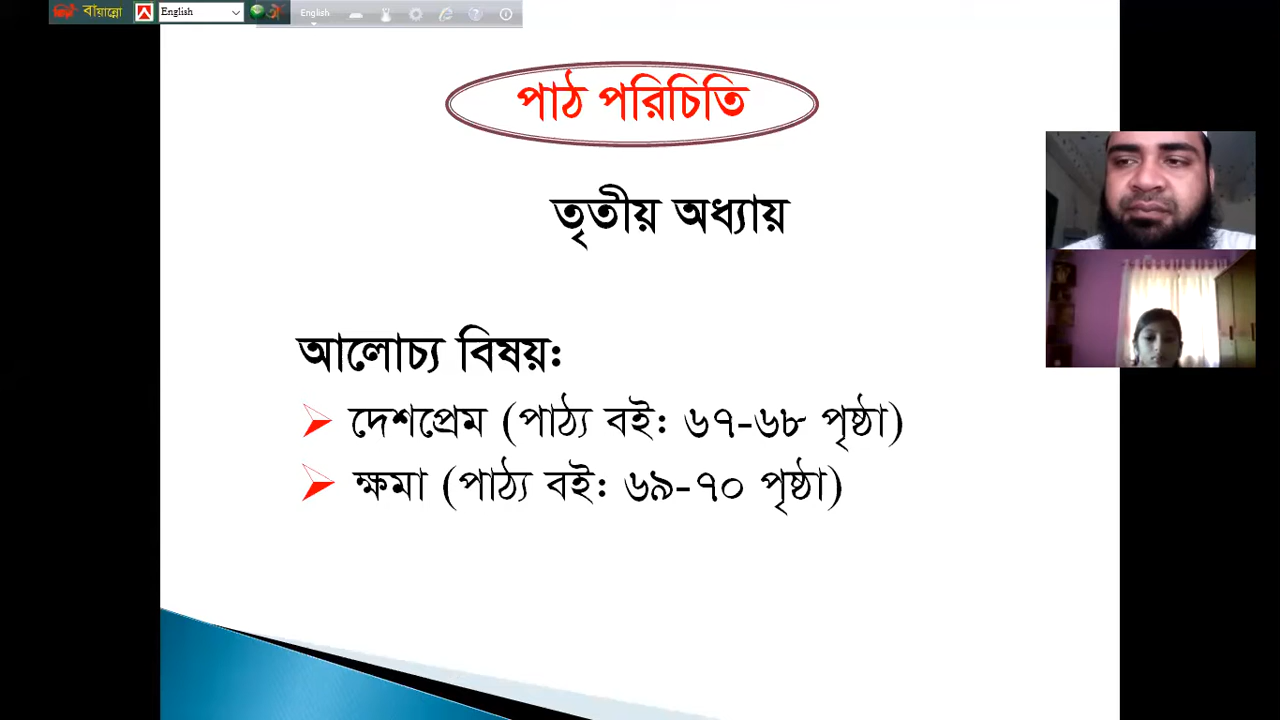 বায়ান্নো English English
পাঠ পরিচিতি
তৃতীয় অধ্যায়
আলোচ্য বিষয়ঃ
দেশপ্রেম (পাঠ্য বই: ৬৭-৬৮ পৃষ্ঠা)
ক্ষমা (পাঠ্য বই: ৬৯-৭০ পৃষ্ঠা)